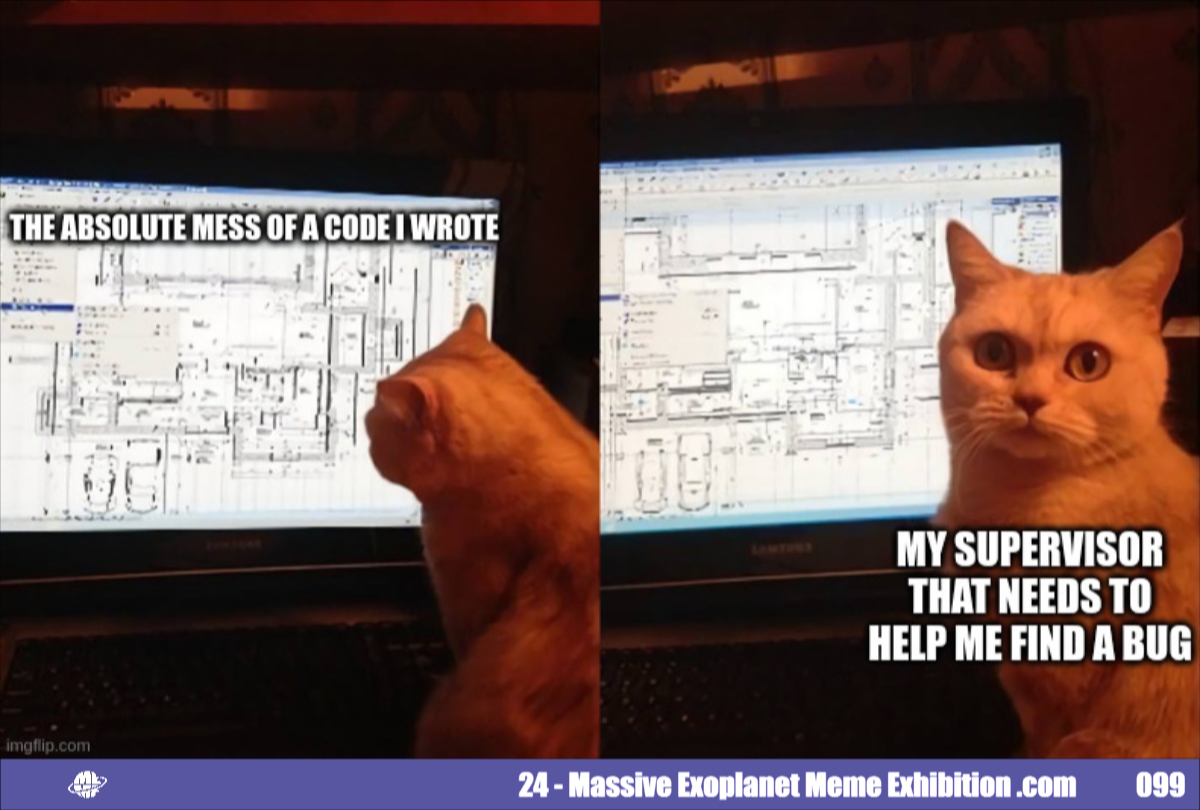 THE ABSOLUTE MESS OF A CODE I WROTE
MY SUPERVISOR
THAT NEEDS TO
HELP ME FIND A BUG
SAMSUNG
imgflip.com
24 - Massive Exoplanet Meme Exhibition .com
099